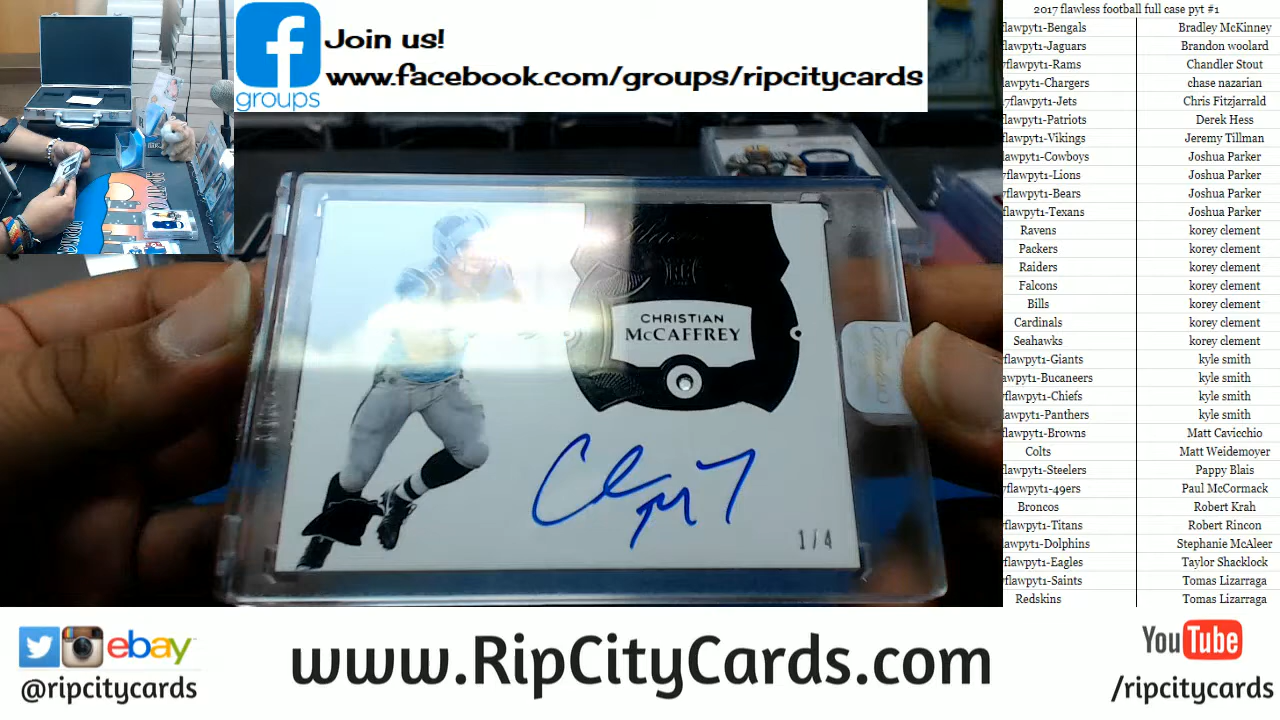 Join us!
www.facebook.com/groups/ripcitycards
groups
CHRISTIAN
McCAFFREY
1/4
2017 flawless football full case pyt #1
flawpyt1-Bengals Bradley McKinney
flawpyt1-Jaguars Brandon woolard
flawpyt1-Rams Chandler Stout
flawpyt1-Chargers chase nazarian
7flawpyt1-Jets Chris Fitzjarrald
flawpyt1-Patriots Derek Hess
flawpyt1-Vikings Jeremy Tillman
flawpyt1-Cowboys Joshua Parker
flawpyt1-Lions Joshua Parker
flawpyt1-Bears Joshua Parker
flawpyt1-Texans Joshua Parker
Ravens korey clement
Packers korey clement
Raiders korey clement
Falcons korey clement
Bills korey clement
Cardinals korey clement
Seahawks korey clement
flawpyt1-Giants kyle smith
awpyt1-Bucaneers kyle smith
flawpyt1-Chiefs kyle smith
awpyt1-Panthers kyle smith
flawpyt1-Browns Matt Cavicchio
Colts Matt Weidemoyer
flawpyt1-Steelers Pappy Blais
7flawpyt1-49ers Paul McCormack
Broncos Robert Krah
flawpyt1-Titans Robert Rincon
lawpyt1-Dolphins Stephanie McAleer
flawpyt1-Eagles Taylor Shacklock
flawpyt1-Saints Tomas Lizarraga
Redskins Tomas Lizarraga
ebay
@ripcitycards
www.RipCityCards.com
YouTube
/ripcitycards